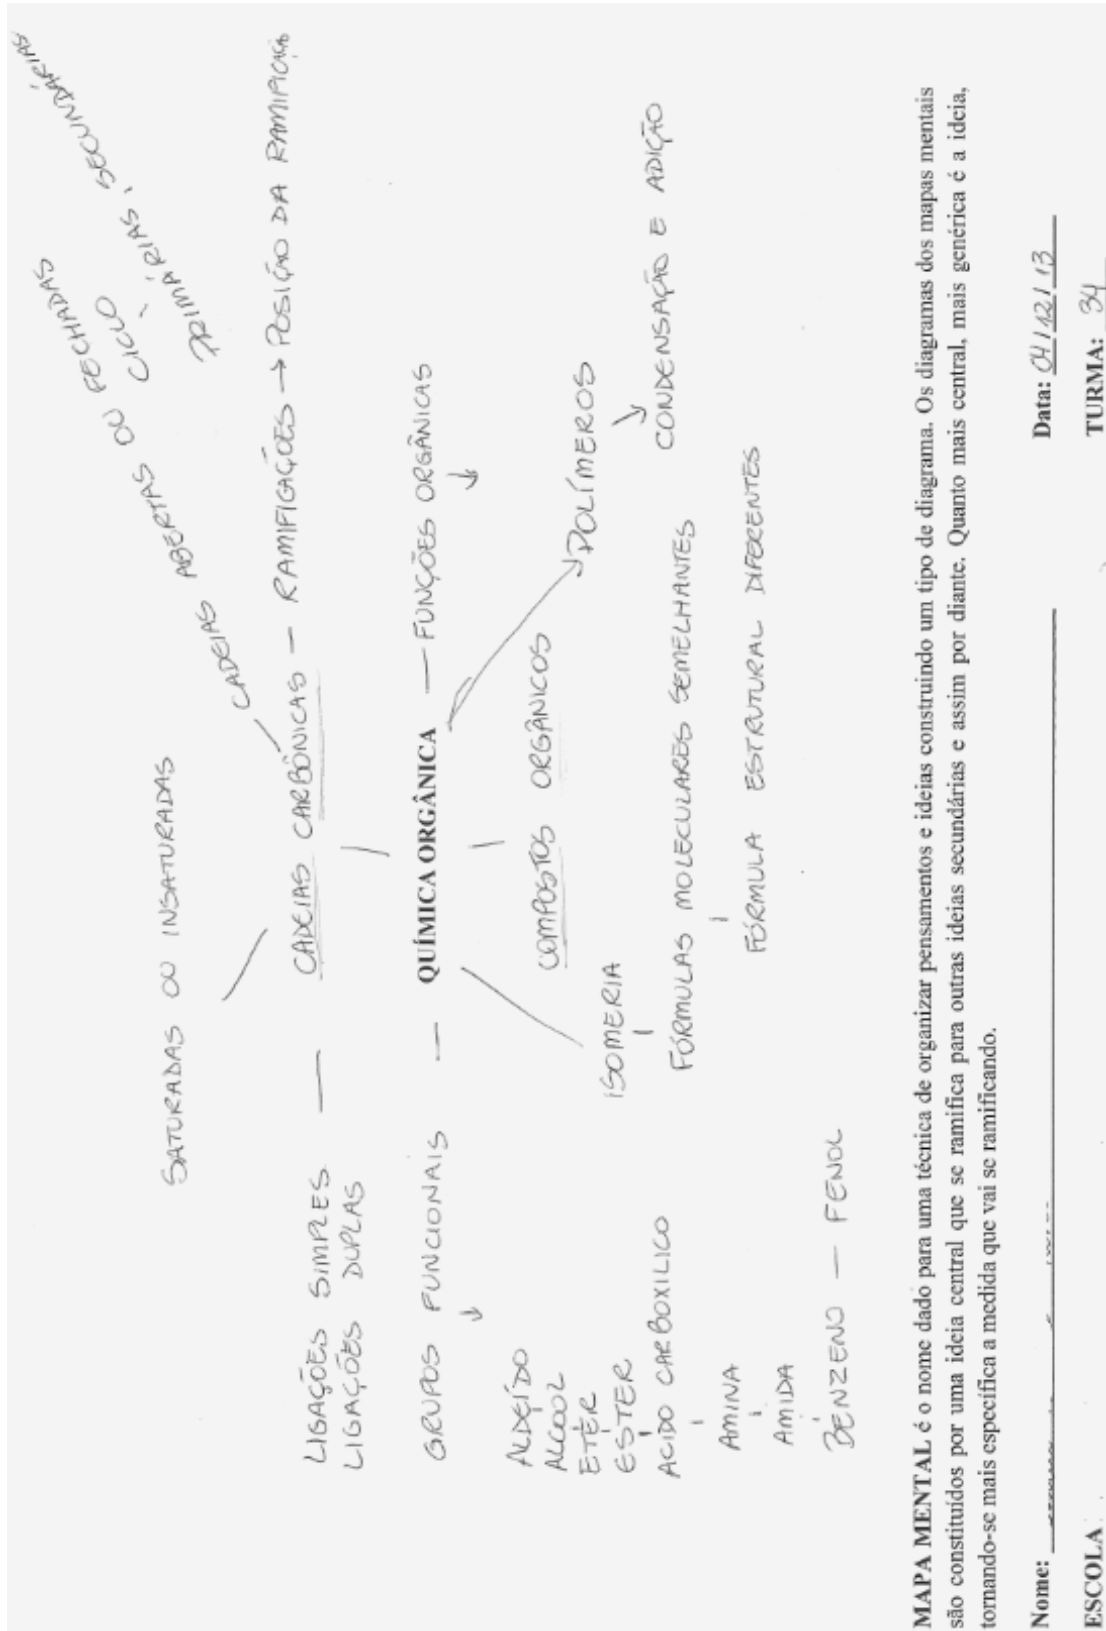 SATURADAS OU INSATURADAS
CADEIAS ABERTAS OU FECHADAS
CICLO
PRIMÁRIAS, SECUNDÁRIAS
LIGAÇÕES SIMPLES — CADEIAS CARBÔNICAS — RAMIFICAÇÕES → POSIÇÃO DA RAMIFICAÇÃO
LIGAÇÕES DUPLAS
GRUPOS FUNCIONAIS — QUÍMICA ORGÂNICA — FUNÇÕES ORGÂNICAS
ALDEÍDO
ALCOOL
ETÉR
ESTER
ACIDO CARBOXILICO
AMINA
AMIDA
BENZENO — FENOL
COMPOSTOS ORGÂNICOS
POLÍMEROS
CONDENSAÇÃO E ADIÇÃO
ISOMERIA
FÓRMULAS MOLECULARES SEMELHANTES
FÓRMULA ESTRUTURAL DIFERENTES
MAPA MENTAL é o nome dado para uma técnica de organizar pensamentos e ideias construindo um tipo de diagrama. Os diagramas dos mapas mentais
são constituídos por uma ideia central que se ramifica para outras ideias secundárias e assim por diante. Quanto mais central, mais genérica é a ideia,
tornando-se mais específica a medida que vai se ramificando.
Nome: Data: 04/12/13
ESCOLA TURMA: 34